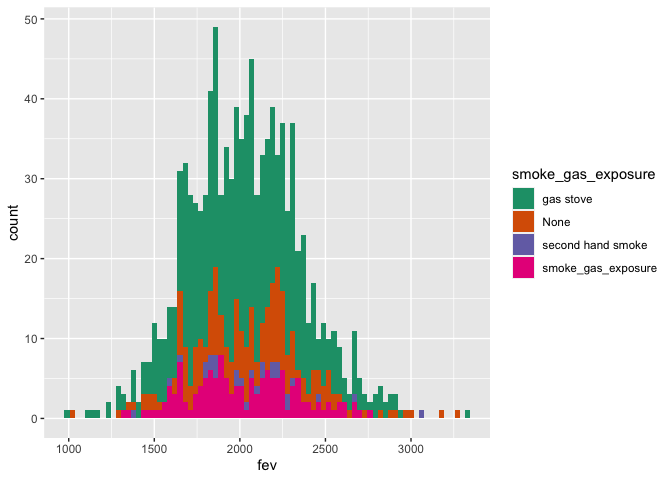 50
40
30
20
10
0
count
1000 1500 2000 2500 3000
fev
smoke_gas_exposure
gas stove
None
second hand smoke
smoke_gas_exposure